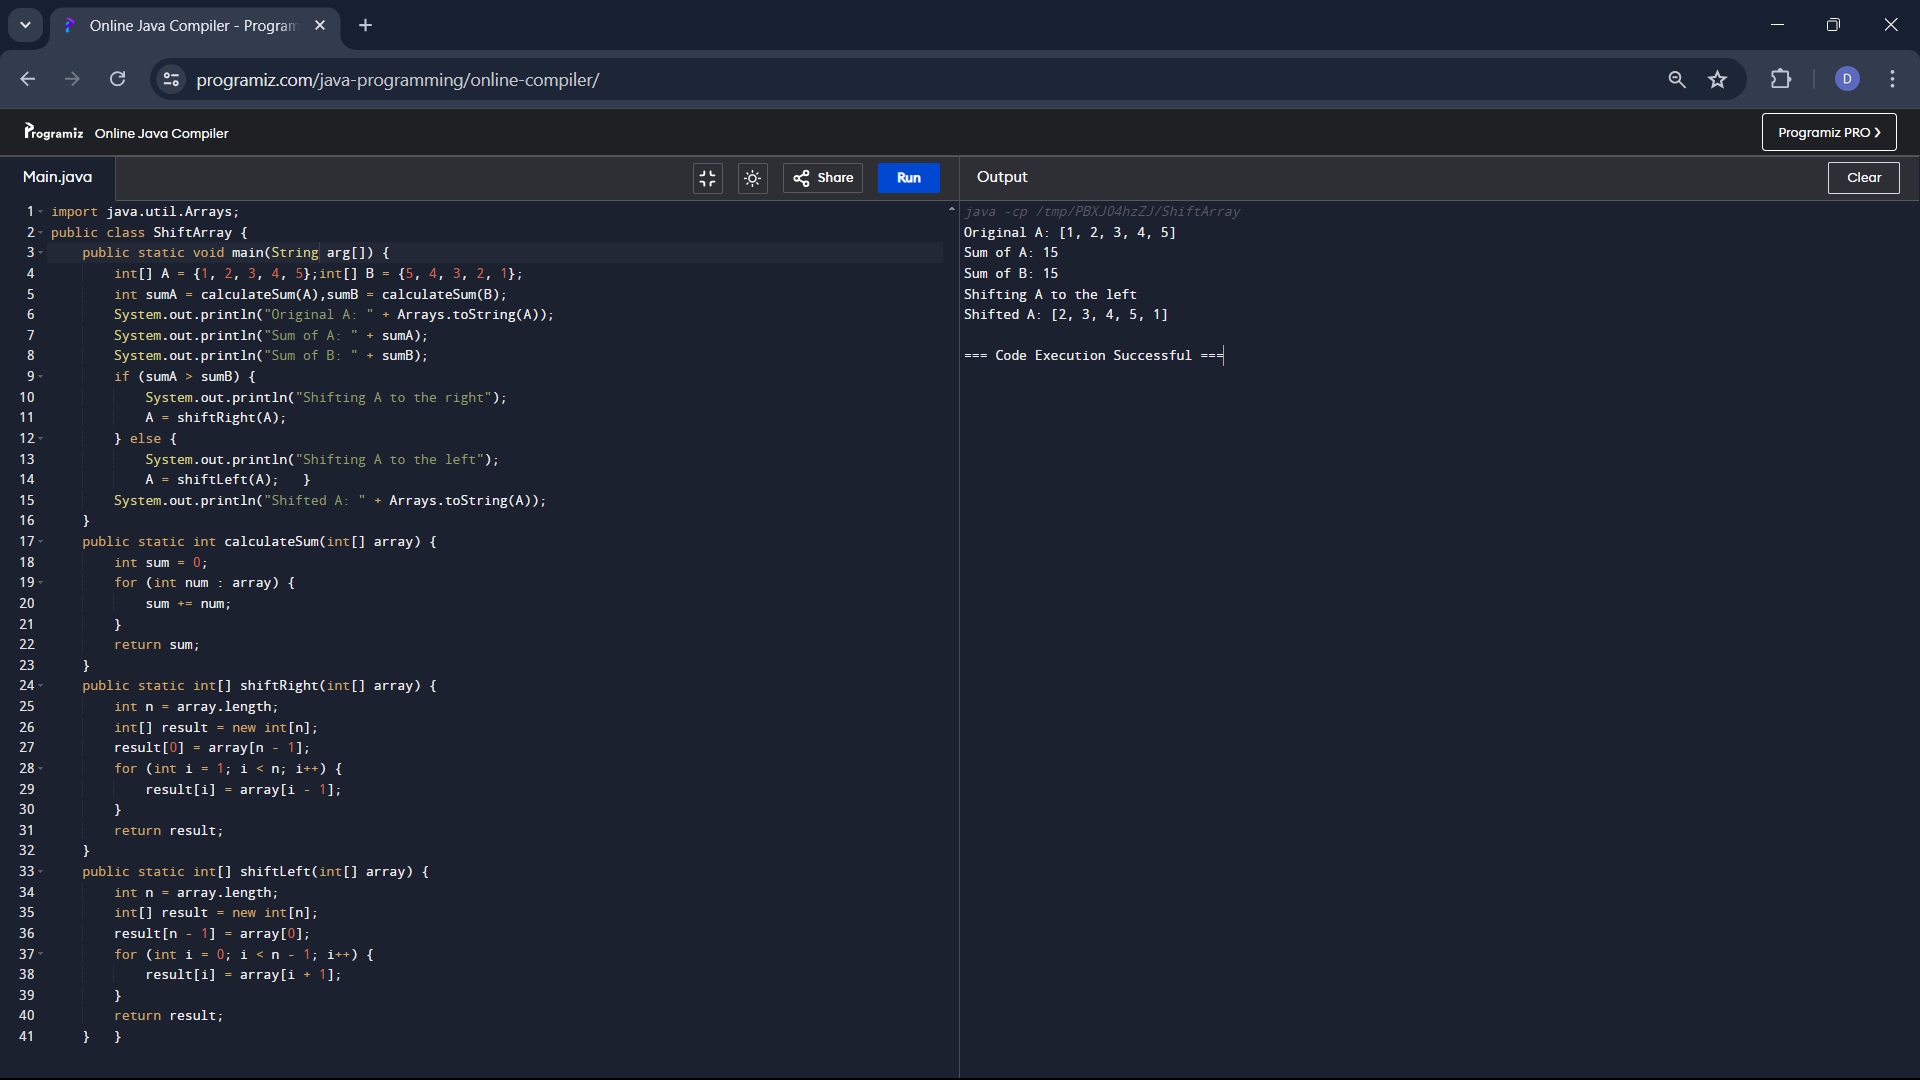 Online Java Compiler - Program
programiz.com/java-programming/online-compiler/
D
Programiz Online Java Compiler
Programiz PRO
Main.java
Share
Run
Output
Clear
1 import java.util.Arrays;
2 public class ShiftArray {
3     public static void main(String arg[]) {
4         int[] A = {1, 2, 3, 4, 5};int[] B = {5, 4, 3, 2, 1};
5         int sumA = calculateSum(A),sumB = calculateSum(B);
6         System.out.println("Original A: " + Arrays.toString(A));
7         System.out.println("Sum of A: " + sumA);
8         System.out.println("Sum of B: " + sumB);
9         if (sumA > sumB) {
10             System.out.println("Shifting A to the right");
11             A = shiftRight(A);
12         } else {
13             System.out.println("Shifting A to the left");
14             A = shiftLeft(A);   }
15         System.out.println("Shifted A: " + Arrays.toString(A));
16     }
17     public static int calculateSum(int[] array) {
18         int sum = 0;
19         for (int num : array) {
20             sum += num;
21         }
22         return sum;
23     }
24     public static int[] shiftRight(int[] array) {
25         int n = array.length;
26         int[] result = new int[n];
27         result[0] = array[n - 1];
28         for (int i = 1; i < n; i++) {
29             result[i] = array[i - 1];
30         }
31         return result;
32     }
33     public static int[] shiftLeft(int[] array) {
34         int n = array.length;
35         int[] result = new int[n];
36         result[n - 1] = array[0];
37         for (int i = 0; i < n - 1; i++) {
38             result[i] = array[i + 1];
39         }
40         return result;
41     }   }
java -cp /tmp/PBXJO4hzZJ/ShiftArray
Original A: [1, 2, 3, 4, 5]
Sum of A: 15
Sum of B: 15
Shifting A to the left
Shifted A: [2, 3, 4, 5, 1]
=== Code Execution Successful ===